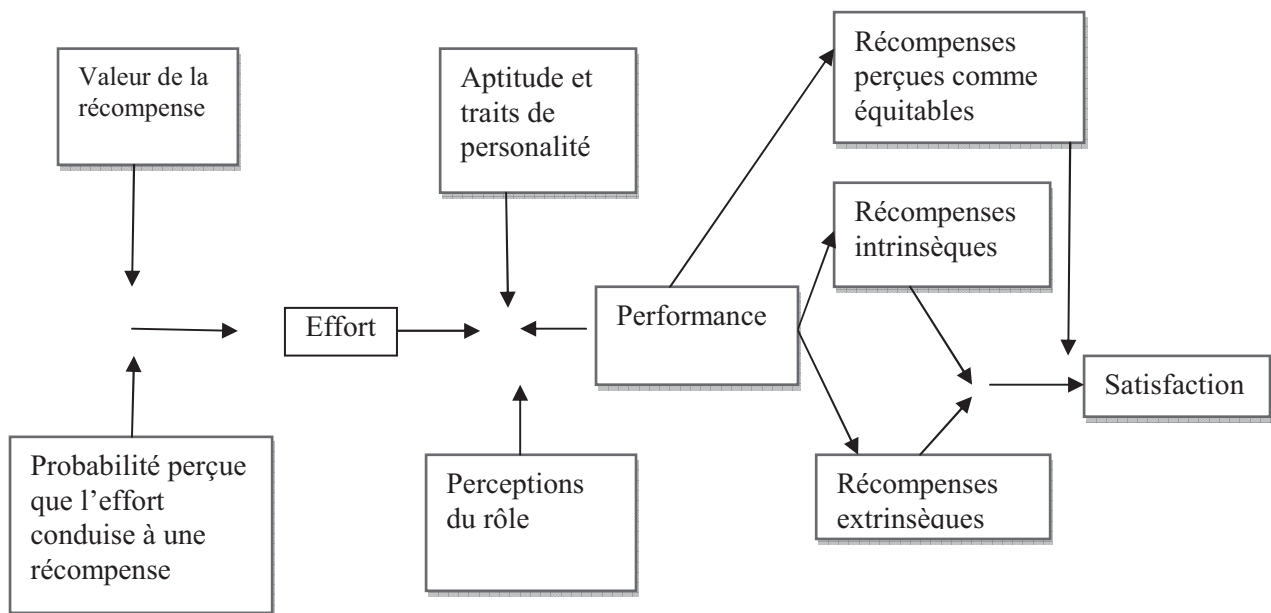 Valeur de la
récompense
Aptitude et
traits de
personalité
Récompenses
perçues comme
équitables
Récompenses
intrinsèques
Effort
Performance
Satisfaction
Probabilité perçue
que l’effort
conduise à une
récompense
Perceptions
du rôle
Récompenses
extrinsèques